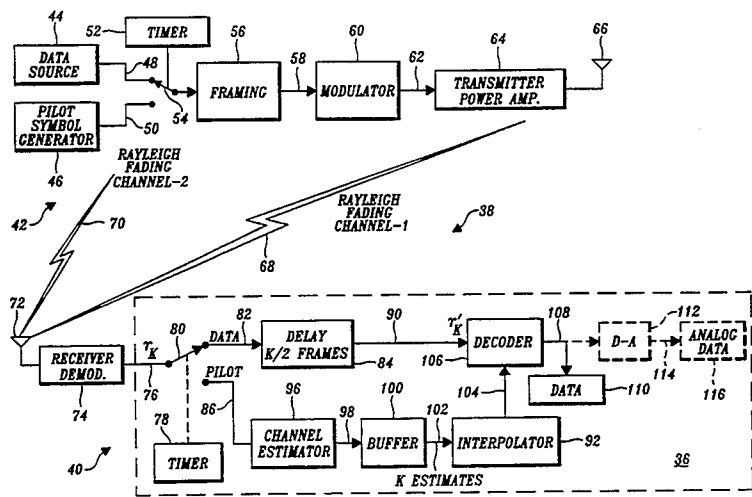 44
52
TIMER
56
60
64
66
DATA
SOURCE
48
58
62
FRAMING
MODULATOR
TRANSMITTER
POWER AMP.
54
PILOT
SYMBOL
GENERATOR
50
46
RAYLEIGH
FADING
CHANNEL-2
42
70
RAYLEIGH
FADING
CHANNEL-1
38
68
72
80
DATA
82
90
108
112
rK
DELAY
K/2 FRAMES
rK'
DECODER
D-A
ANALOG
DATA
RECEIVER
DEMOD.
84
106
114
76
PILOT
74
96
100
104
DATA
110
116
86
98
102
78
CHANNEL
ESTIMATOR
BUFFER
INTERPOLATOR
92
TIMER
40
K ESTIMATES
36